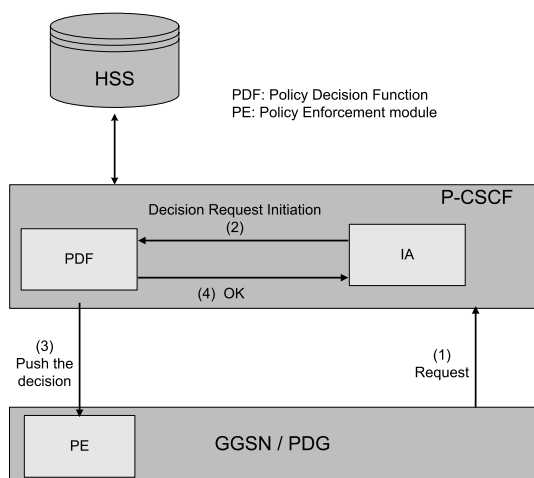 HSS
PDF: Policy Decision Function
PE: Policy Enforcement module
P-CSCF
Decision Request Initiation
(2)
PDF
IA
(4) OK
(3)
Push the
decision
(1)
Request
PE
GGSN / PDG